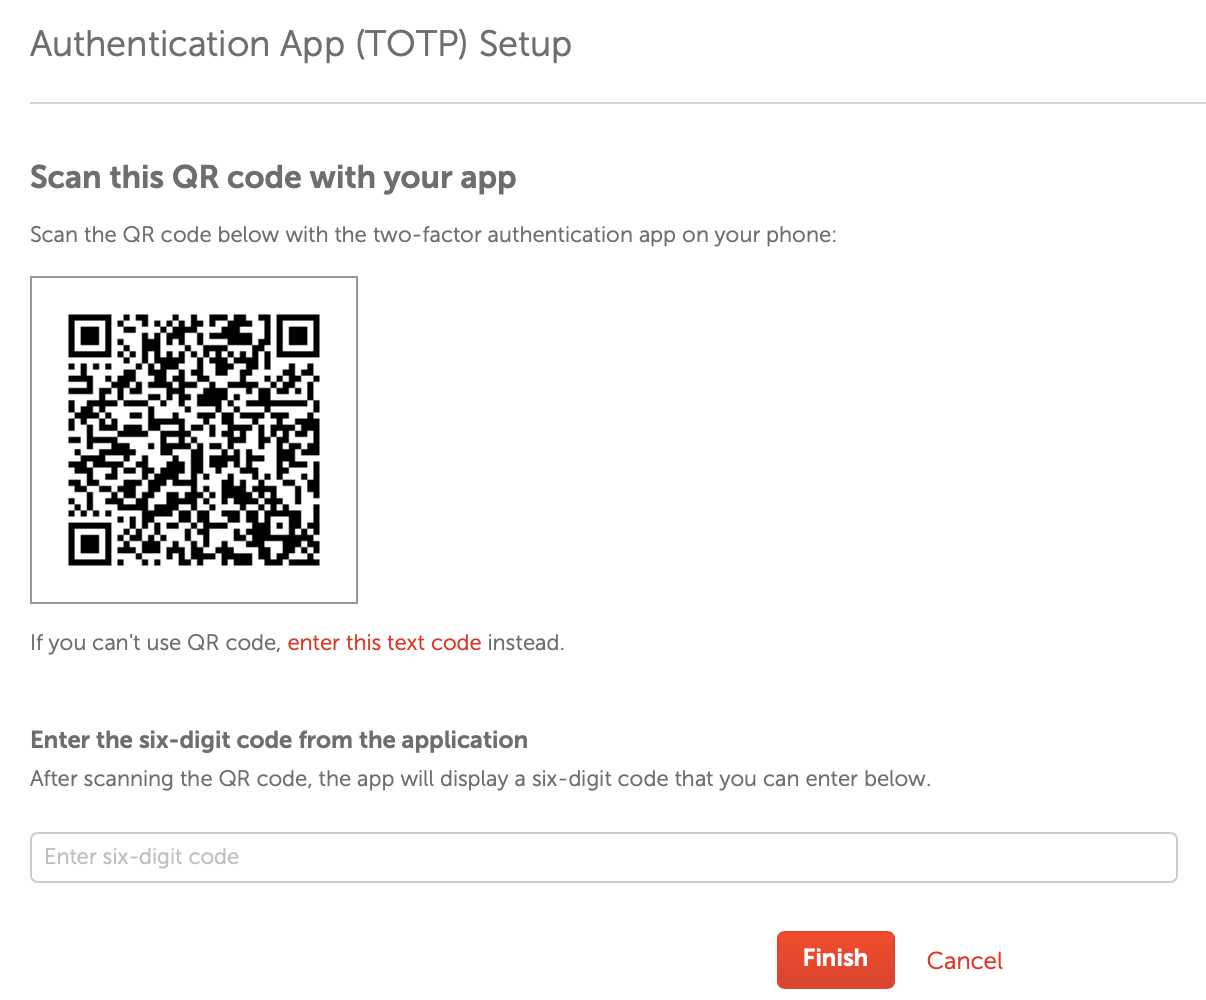 Authentication App (TOTP) Setup
Scan this QR code with your app
Scan the QR code below with the two-factor authentication app on your phone:
If you can't use QR code, enter this text code instead.
Enter the six-digit code from the application
After scanning the QR code, the app will display a six-digit code that you can enter below.
Enter six-digit code
Finish Cancel